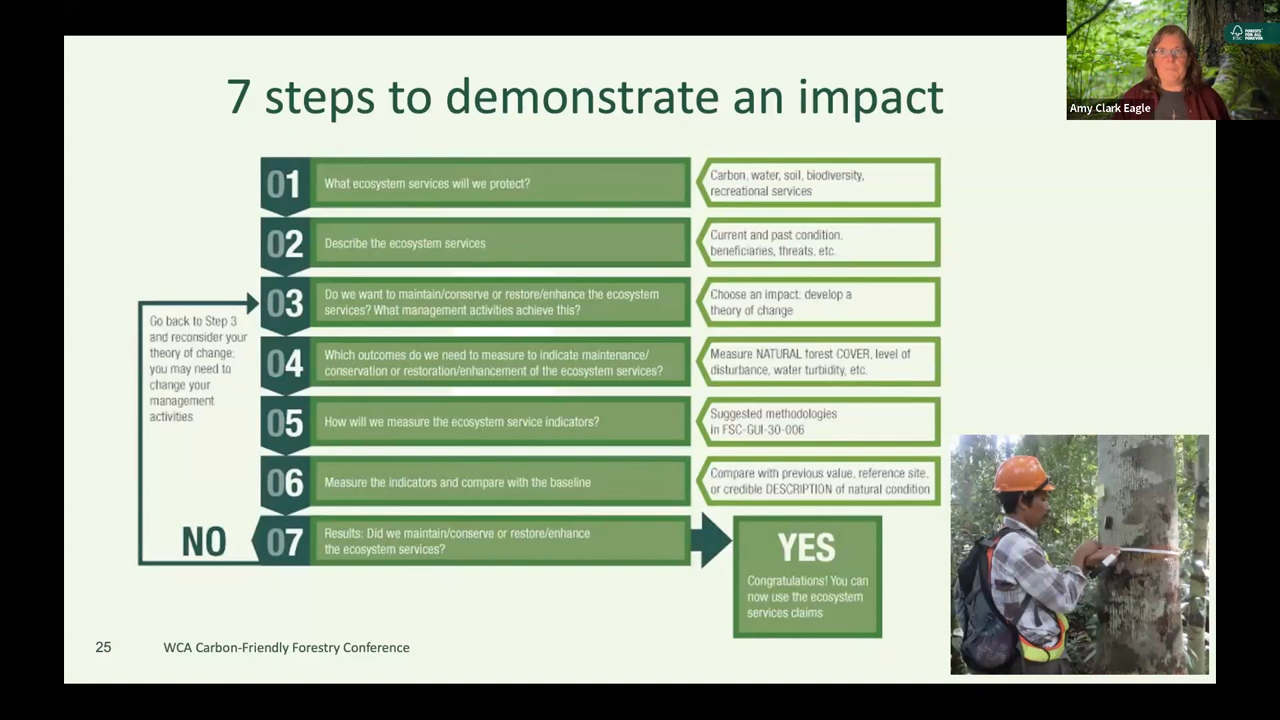 7 steps to demonstrate an impact
FSC
FORESTS
FOR ALL
FOREVER
Amy Clark Eagle
01
What ecosystem services will we protect?
Carbon, water, soil, biodiversity,
recreational services
02
Describe the ecosystem services
Current and past condition.
beneficiaries, threats, etc.
03
Do we want to maintain/conserve or restore/enhance the ecosystem
services? What management activities achieve this?
Choose an impact: develop a
theory of change
Go back to Step 3
and reconsider your
theory of change;
you may need to
change your
management
activities
04
Which outcomes do we need to measure to indicate maintenance/
conservation or restoration/enhancement of the ecosystem services?
Measure NATURAL forest COVER, level of
disturbance, water turbidity, etc.
05
How will we measure the ecosystem service indicators?
Suggested methodologies
in FSC-GUI-30-006
06
Measure the indicators and compare with the baseline
Compare with previous value, reference site,
or credible DESCRIPTION of natural condition
NO
07
Results: Did we maintain/conserve or restore/enhance
the ecosystem services?
YES
Congratulations! You can
now use the ecosystem
services claims
25
WCA Carbon-Friendly Forestry Conference